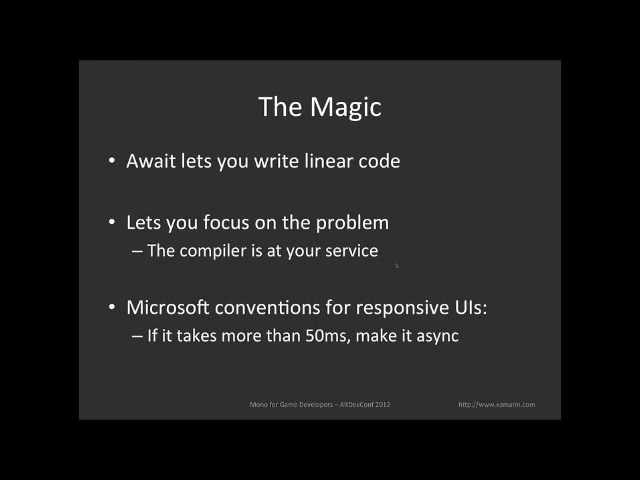 The Magic
• Await lets you write linear code
• Lets you focus on the problem
– The compiler is at your service
• Microsoft conventions for responsive UIs:
– If it takes more than 50ms, make it async
Mono for Game Developers – AltDevConf 2012 http://www.xamarin.com